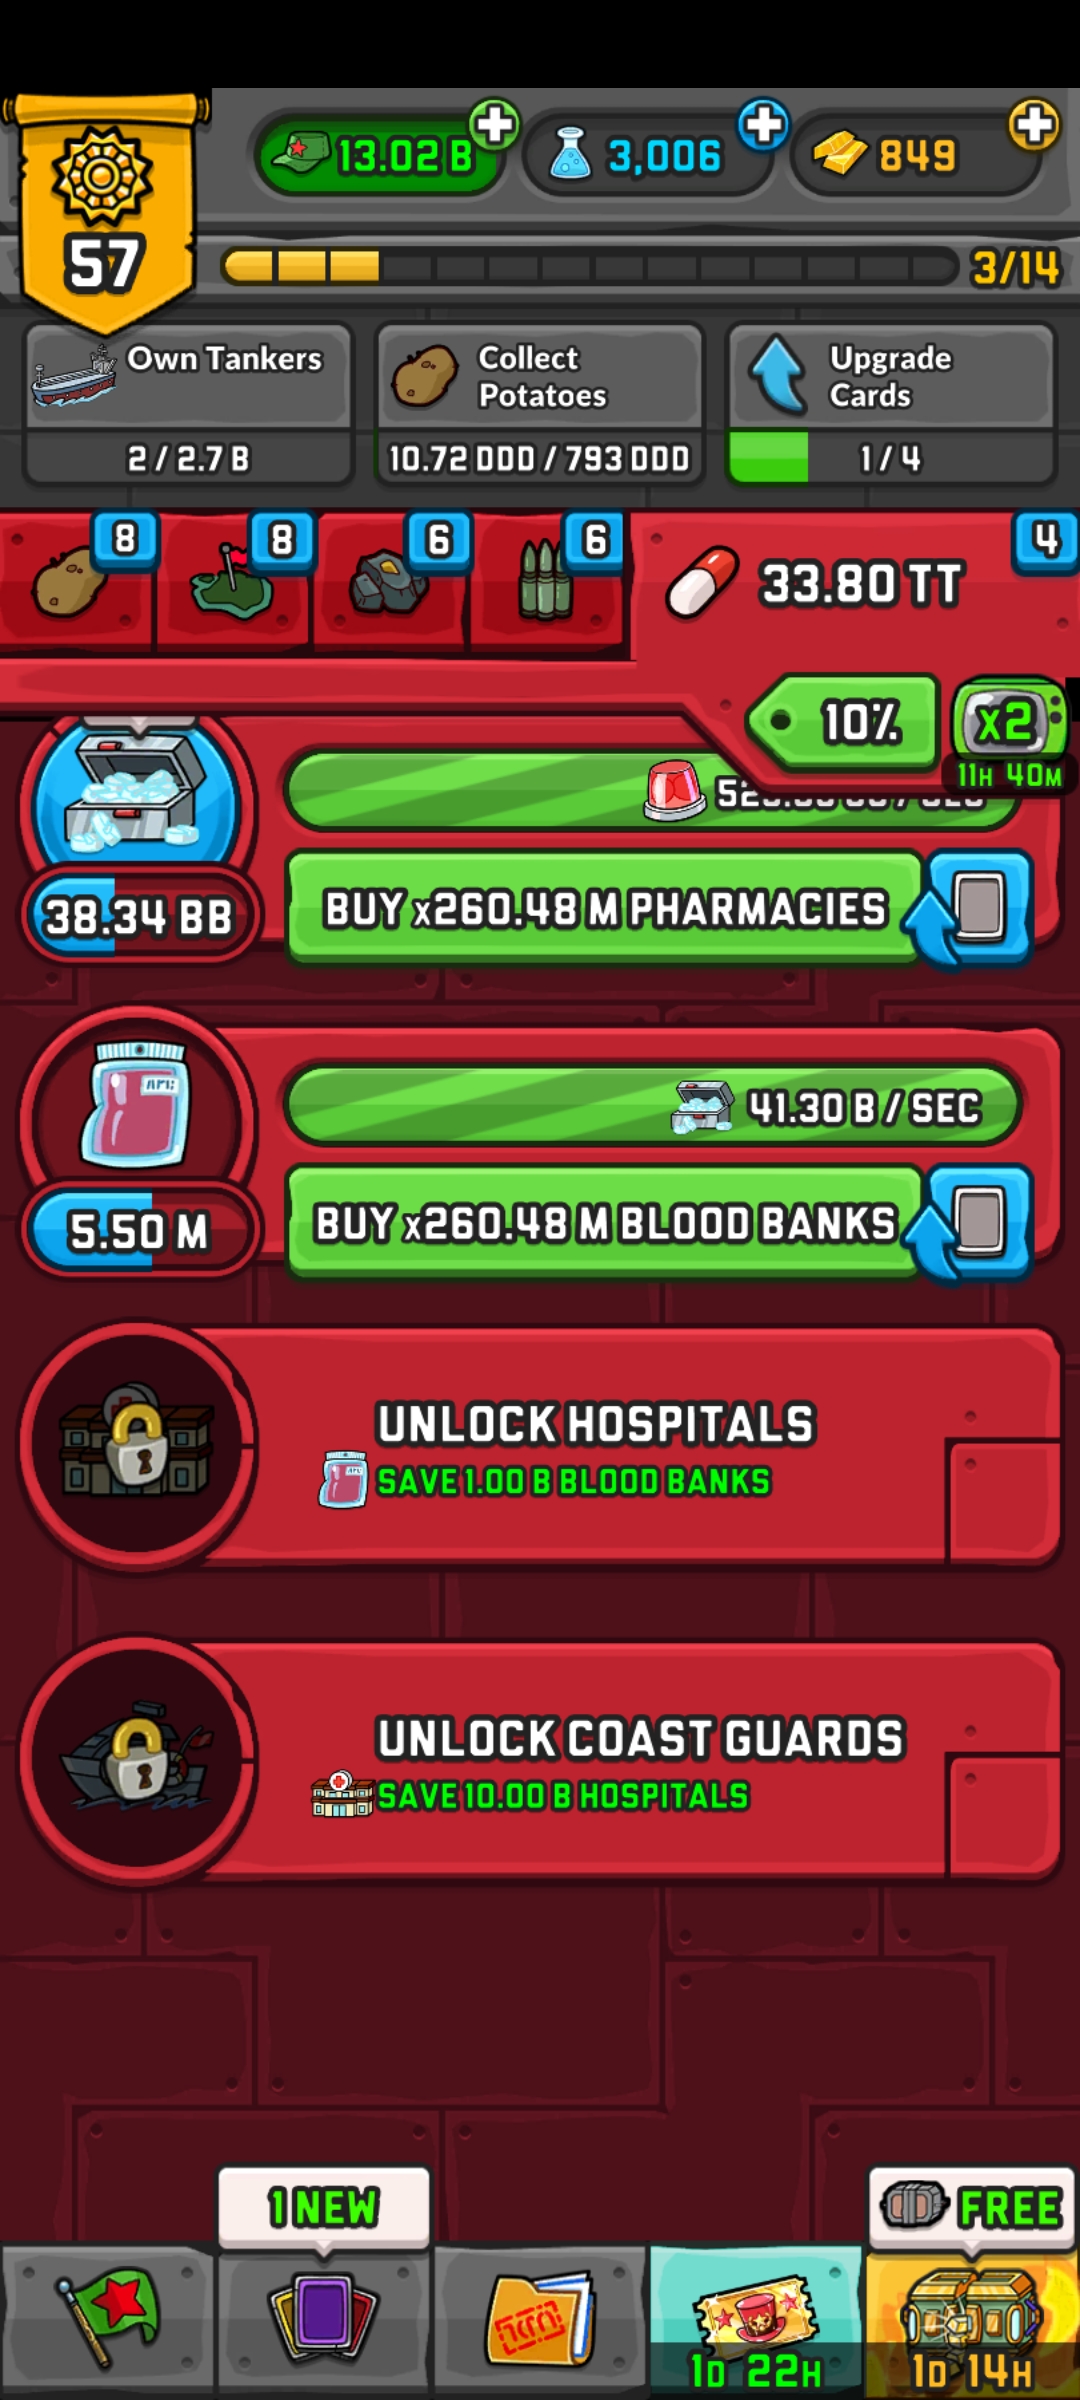 13.02 B
3,006
849
57
3/14
Own Tankers
2 / 2.7 B
Collect
Potatoes
10.72 DDD / 793 DDD
Upgrade
Cards
1 / 4
8
8
6
6
33.80 TT
4
10%
x2
11H 40M
38.34 BB
BUY x260.48 M PHARMACIES
41.30 B / SEC
5.50 M
BUY x260.48 M BLOOD BANKS
UNLOCK HOSPITALS
SAVE 1.00 B BLOOD BANKS
UNLOCK COAST GUARDS
SAVE 10.00 B HOSPITALS
1 NEW
FREE
1D 22H
1D 14H